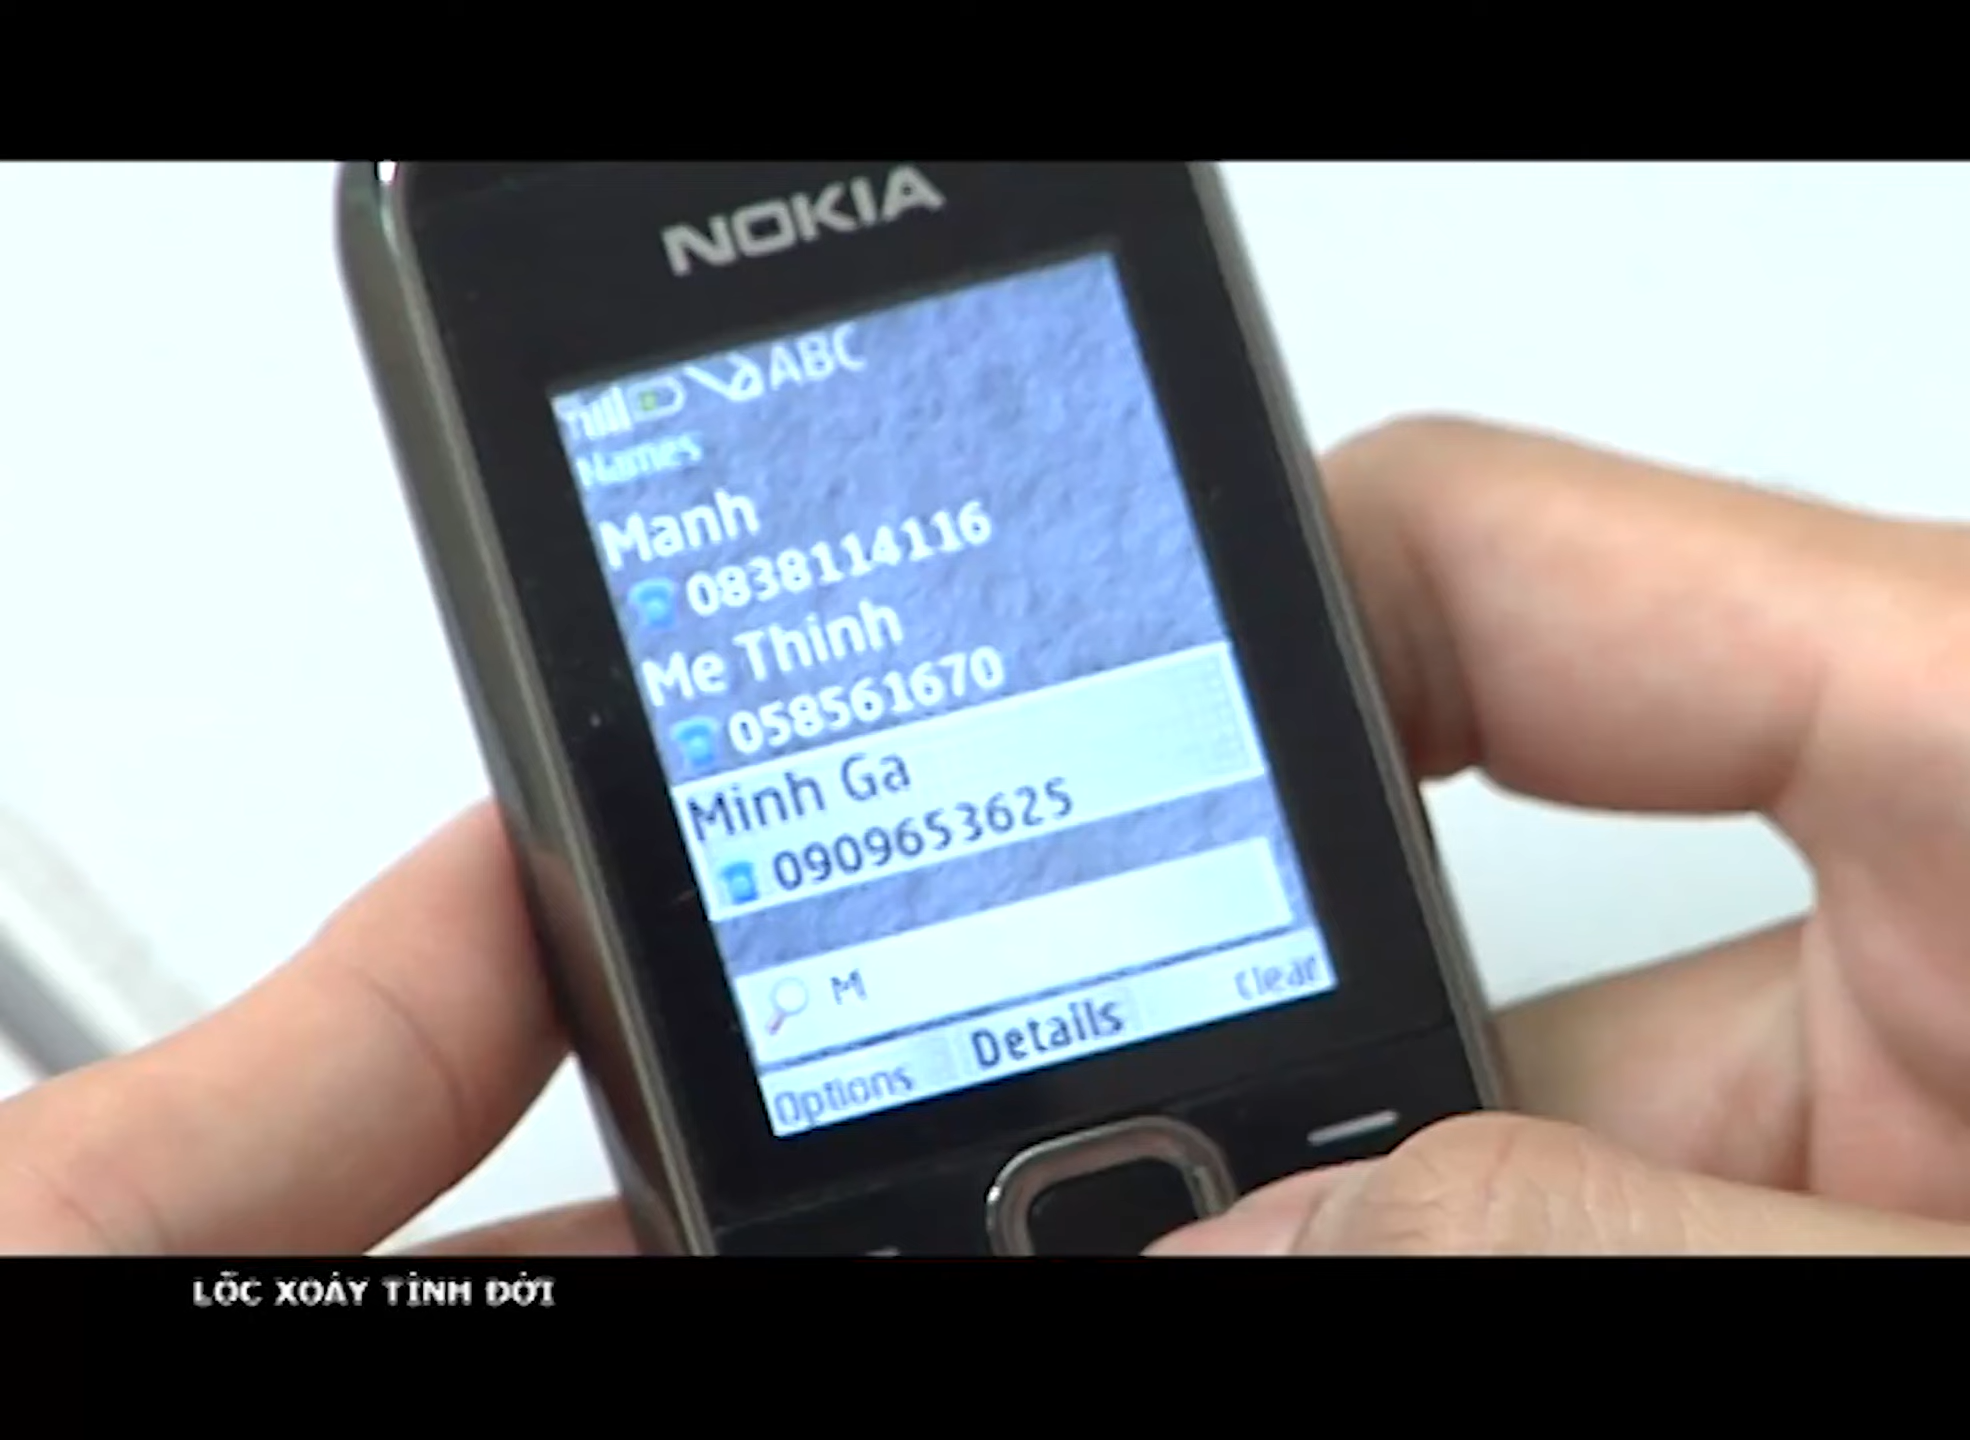 NOKIA
ABC
Names
Manh
0838114116
Me Thinh
058561670
Minh Ga
0909653625
M
Options Details Clear
LỐC XOÁY TÌNH ĐỜI